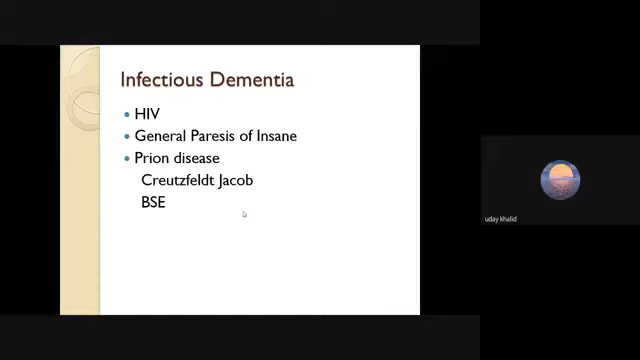 Infectious Dementia
HIV
General Paresis of Insane
Prion disease
Creutzfeldt Jacob
BSE
uday khalid